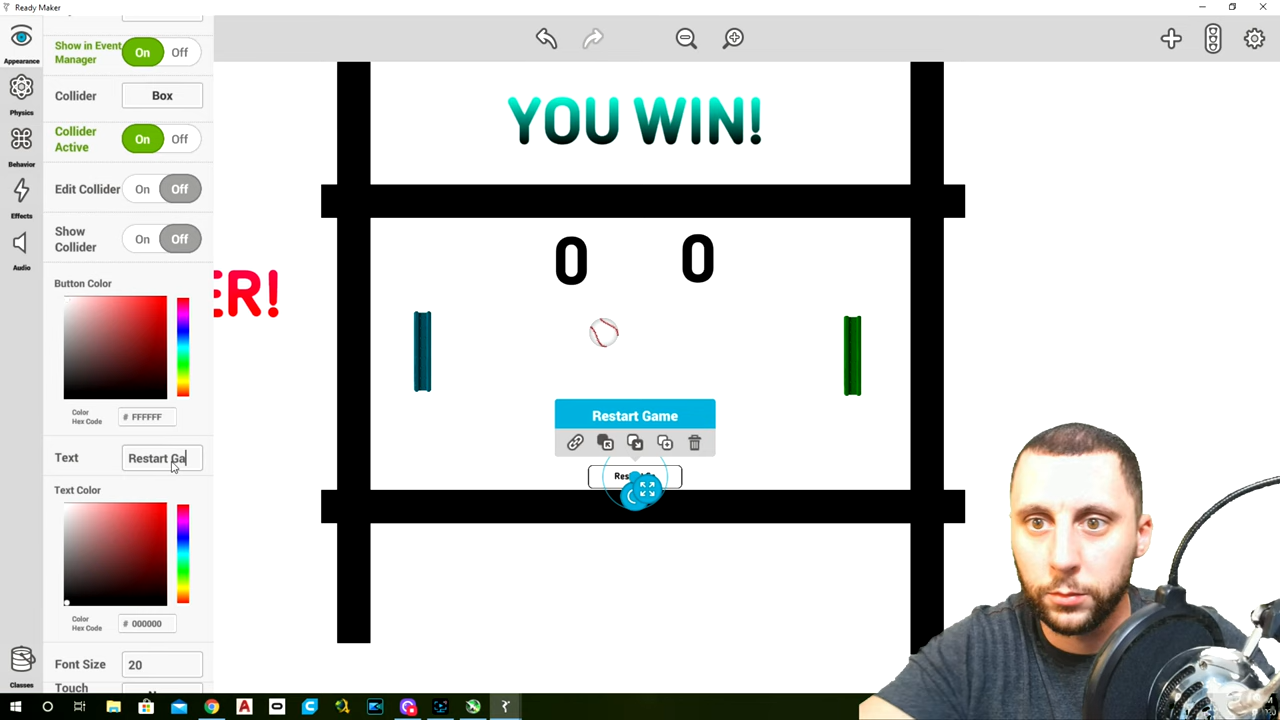 Ready Maker
Appearance
Physics
Behavior
Effects
Audio
Classes
Show in Event
Manager
On
Off
Collider
Box
Collider
Active
On
Off
Edit Collider
On
Off
Show
Collider
On
Off
Button Color
Color
Hex Code
# FFFFFF
Text
Restart Ga
Text Color
Color
Hex Code
# 000000
Font Size
20
Touch
ER!
YOU WIN!
0 0
Restart Game